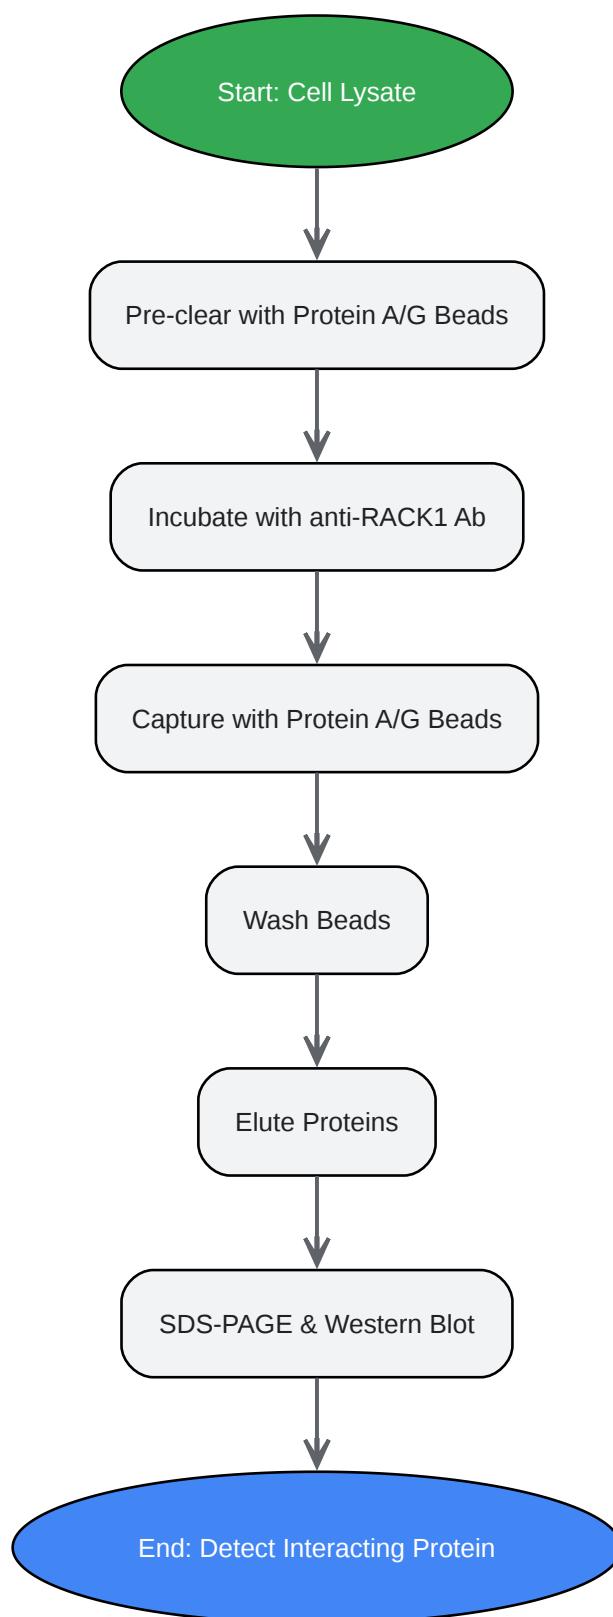 Start: Cell Lysate
Pre-clear with Protein A/G Beads
Incubate with anti-RACK1 Ab
Capture with Protein A/G Beads
Wash Beads
Elute Proteins
SDS-PAGE & Western Blot
End: Detect Interacting Protein